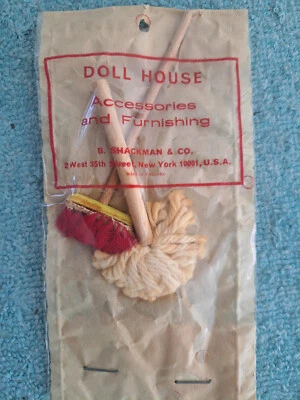 DOLL HOUSE
Accessories
and Furnishing
B. SHACKMAN & CO.
2 West 35th Street, New York 10001, U.S.A.